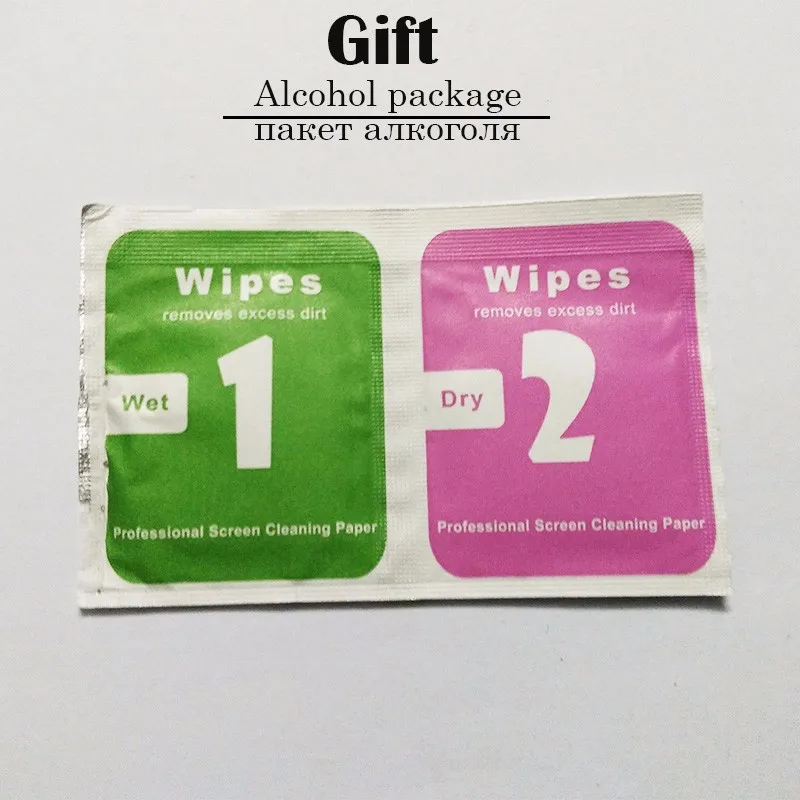 Gift
Alcohol package
пакет алкоголя
Wipes
removes excess dirt
Wet
1
Professional Screen Cleaning Paper
Wipes
removes excess dirt
Dry
2
Professional Screen Cleaning Paper